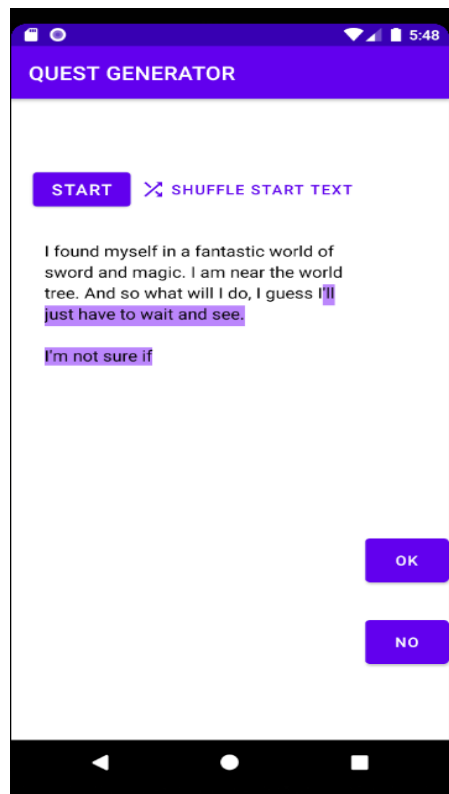 5:48
QUEST GENERATOR
START
SHUFFLE START TEXT
I found myself in a fantastic world of
sword and magic. I am near the world
tree. And so what will I do, I guess I'll
just have to wait and see.
I'm not sure if
OK
NO